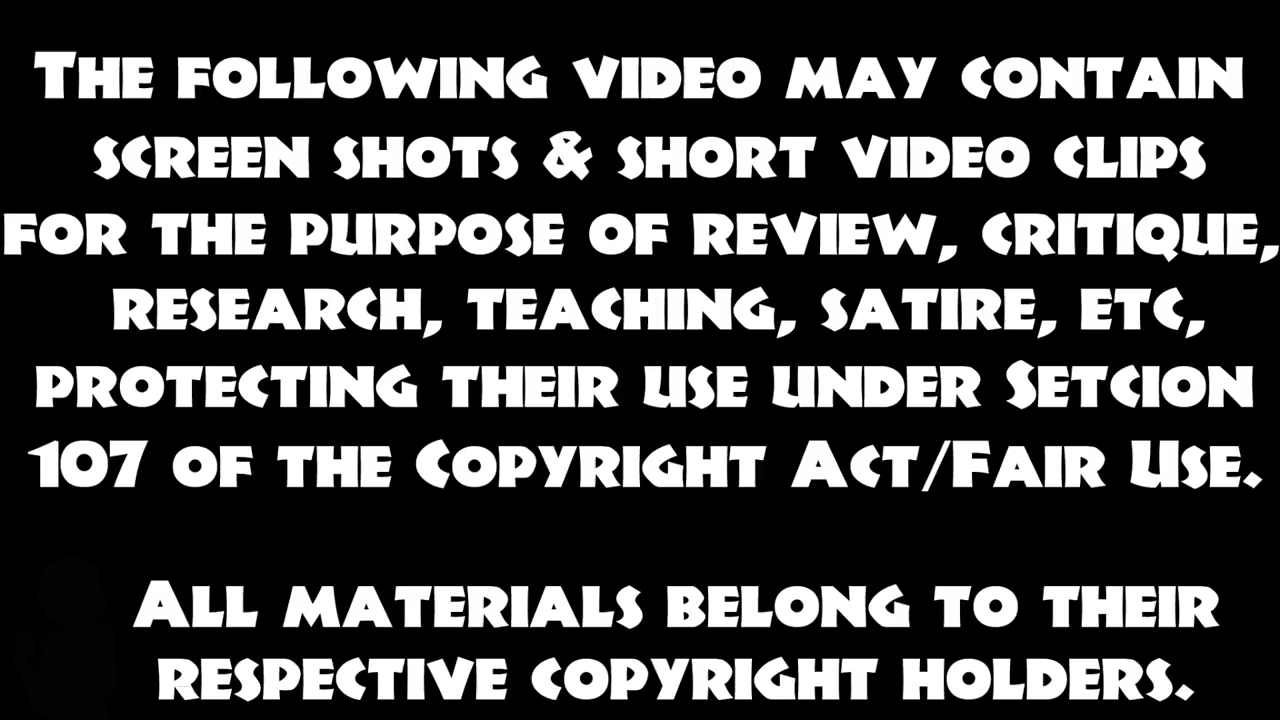 The following video may contain
screen shots & short video clips
for the purpose of review, critique,
research, teaching, satire, etc,
protecting their use under Setcion
107 of the Copyright Act/Fair Use.
All materials belong to their
respective copyright holders.